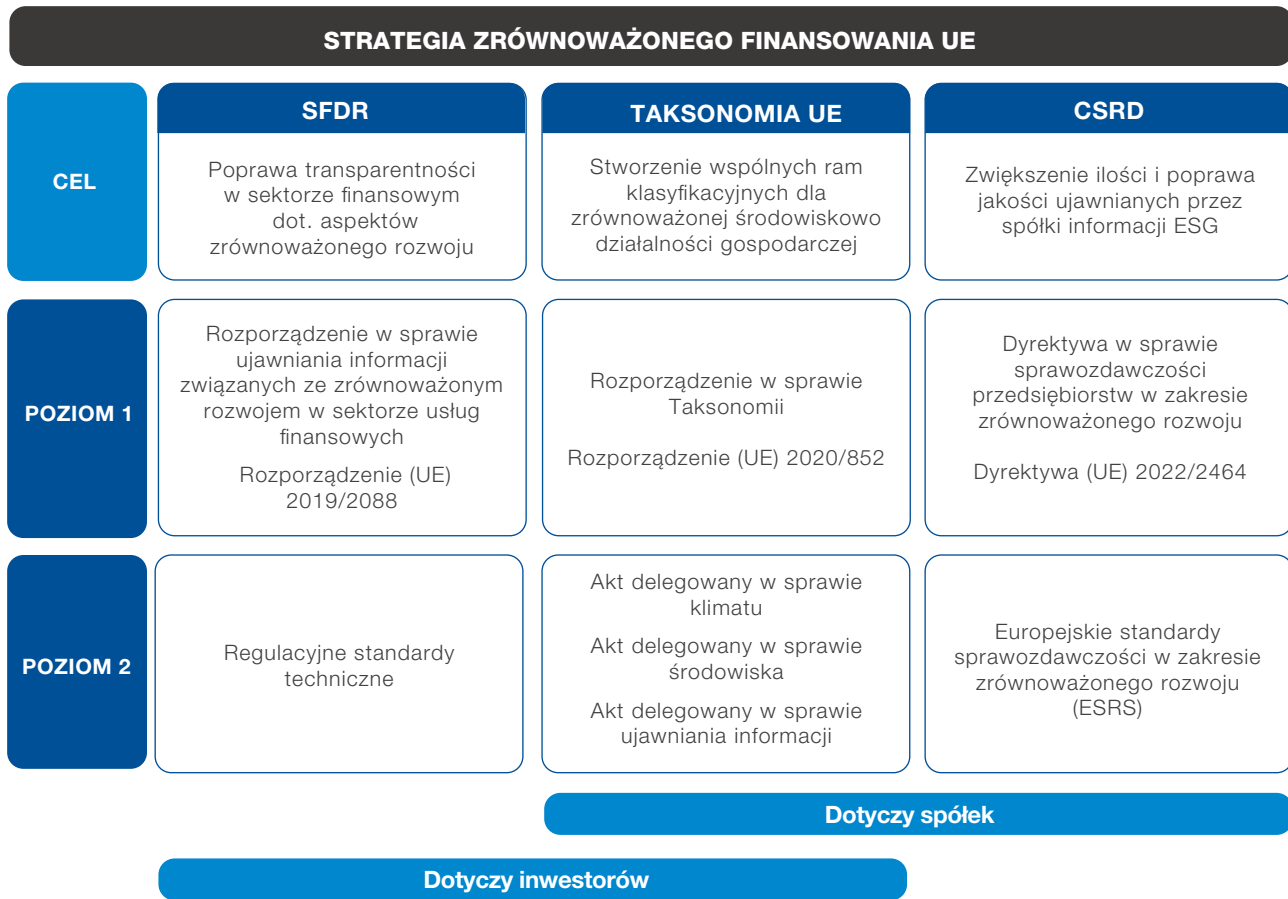 STRATEGIA ZRÓWNOWAŻONEGO FINANSOWANIA UE
SFDR
TAKSONOMIA UE
CSRD
CEL
Poprawa transparentności
w sektorze finansowym
dot. aspektów
zrównoważonego rozwoju
Stworzenie wspólnych ram
klasyfikacyjnych dla
zrównoważonej środowiskowo
działalności gospodarczej
Zwiększenie ilości i poprawa
jakości ujawnianych przez
spółki informacji ESG
POZIOM 1
Rozporządzenie w sprawie
ujawniania informacji
związanych ze zrównoważonym
rozwojem w sektorze usług
finansowych
Rozporządzenie (UE)
2019/2088
Rozporządzenie w sprawie
Taksonomii
Rozporządzenie (UE) 2020/852
Dyrektywa w sprawie
sprawozdawczości
przedsiębiorstw w zakresie
zrównoważonego rozwoju
Dyrektywa (UE) 2022/2464
POZIOM 2
Regulacyjne standardy
techniczne
Akt delegowany w sprawie
klimatu
Akt delegowany w sprawie
środowiska
Akt delegowany w sprawie
ujawniania informacji
Europejskie standardy
sprawozdawczości w zakresie
zrównoważonego rozwoju
(ESRS)
Dotyczy spółek
Dotyczy inwestorów